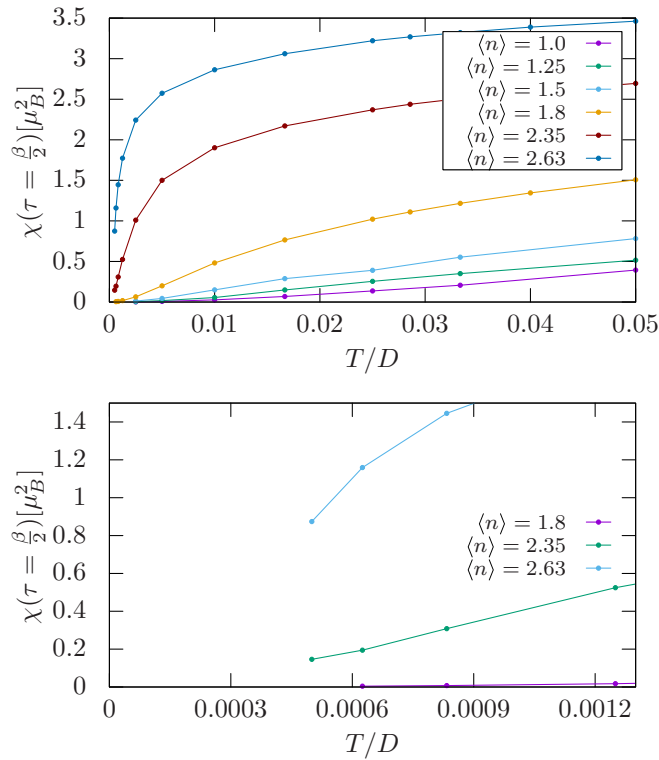 3.5
3
2.5
2
1.5
1
0.5
0
χ(τ = β/2)[μ_B^2]
⟨n⟩ = 1.0
⟨n⟩ = 1.25
⟨n⟩ = 1.5
⟨n⟩ = 1.8
⟨n⟩ = 2.35
⟨n⟩ = 2.63
0 0.01 0.02 0.03 0.04 0.05
T/D
1.4
1.2
1
0.8
0.6
0.4
0.2
0
χ(τ = β/2)[μ_B^2]
⟨n⟩ = 1.8
⟨n⟩ = 2.35
⟨n⟩ = 2.63
0 0.0003 0.0006 0.0009 0.0012
T/D